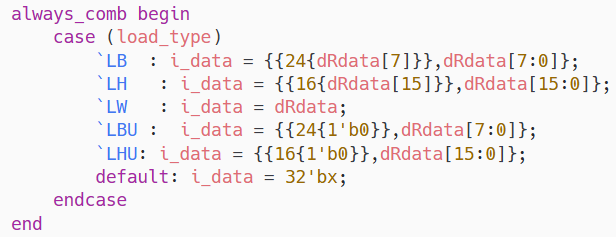 always_comb begin
    case (load_type)
        `LB  : i_data = {{24{dRdata[7]}},dRdata[7:0]};
        `LH   : i_data = {{16{dRdata[15]}},dRdata[15:0]};
        `LW   : i_data = dRdata;
        `LBU :  i_data = {{24{1'b0}},dRdata[7:0]};
        `LHU: i_data = {{16{1'b0}},dRdata[15:0]};
        default: i_data = 32'bx;
    endcase
end